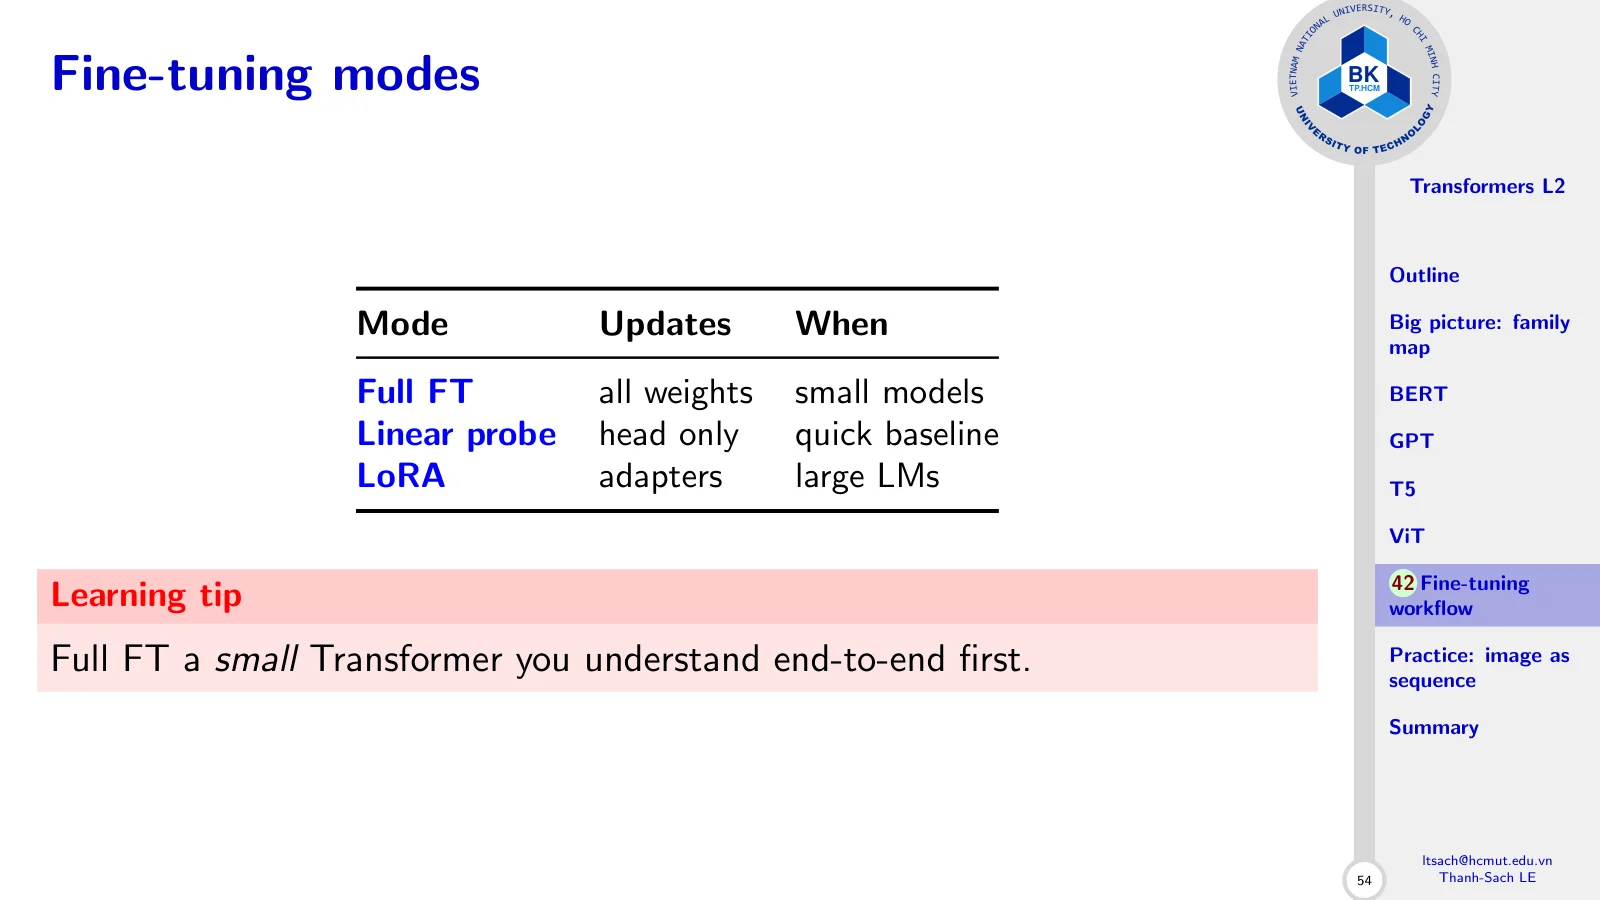 Fine-tuning modes
Mode Updates When
Full FT all weights small models
Linear probe head only quick baseline
LoRA adapters large LMs
Learning tip
Full FT a small Transformer you understand end-to-end first.
VIETNAM NATIONAL UNIVERSITY, HO CHI MINH CITY
BK
TP.HCM
UNIVERSITY OF TECHNOLOGY
Transformers L2
Outline
Big picture: family
map
BERT
GPT
T5
ViT
42 Fine-tuning
workflow
Practice: image as
sequence
Summary
ltsach@hcmut.edu.vn
Thanh-Sach LE
54